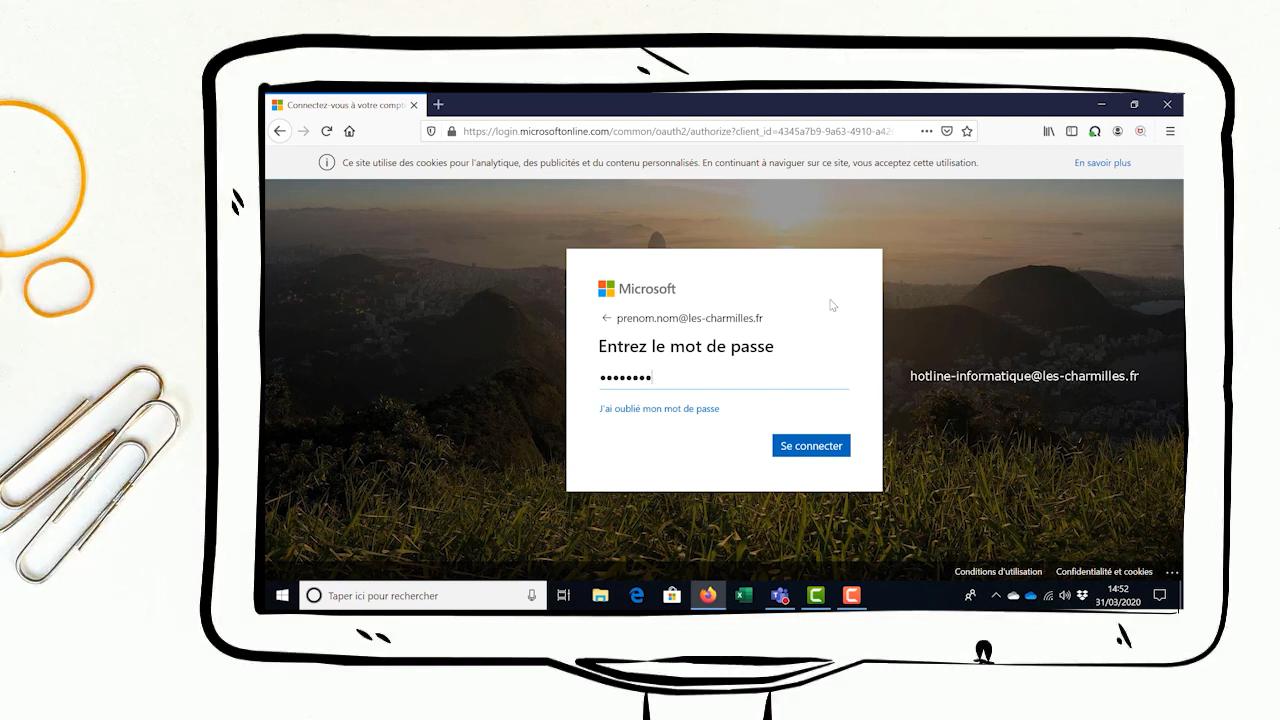 Connectez-vous à votre compt
https://login.microsoftonline.com/common/oauth2/authorize?client_id=4345a7b9-9a63-4910-a42
Ce site utilise des cookies pour l'analytique, des publicités et du contenu personnalisés. En continuant à naviguer sur ce site, vous acceptez cette utilisation.
En savoir plus
Microsoft
prenom.nom@les-charmilles.fr
Entrez le mot de passe
hotline-informatique@les-charmilles.fr
J'ai oublié mon mot de passe
Se connecter
Conditions d'utilisation Confidentialité et cookies
Taper ici pour rechercher
14:52
31/03/2020